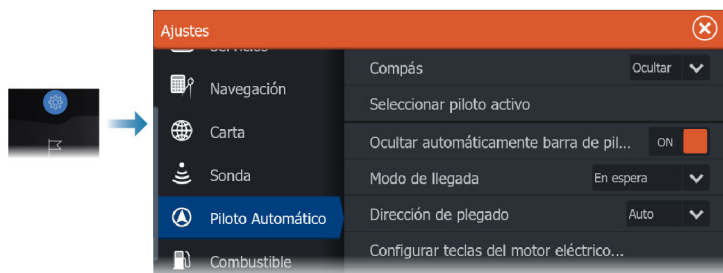 Ajustes
Servicios
Navegación
Carta
Sonda
Piloto Automático
Combustible
Compás
Ocultar
Seleccionar piloto activo
Ocultar automáticamente barra de pil...
ON
Modo de llegada
En espera
Dirección de plegado
Auto
Configurar teclas del motor eléctrico...